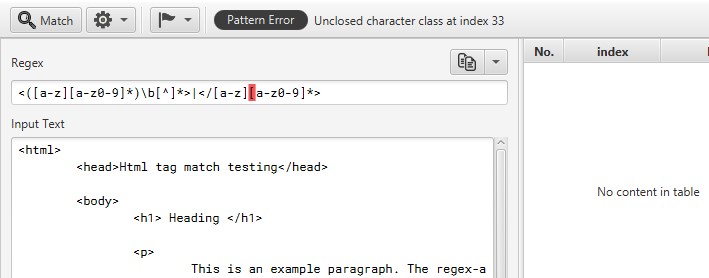 Match
Pattern Error Unclosed character class at index 33
Regex
<([a-z][a-z0-9]*)\b[^]*>|</[a-z][a-z0-9]*>
Input Text
<html>
<head>Html tag match testing</head>
<body>
<h1> Heading </h1>
<p>
This is an example paragraph. The regex-a
No. index
No content in table